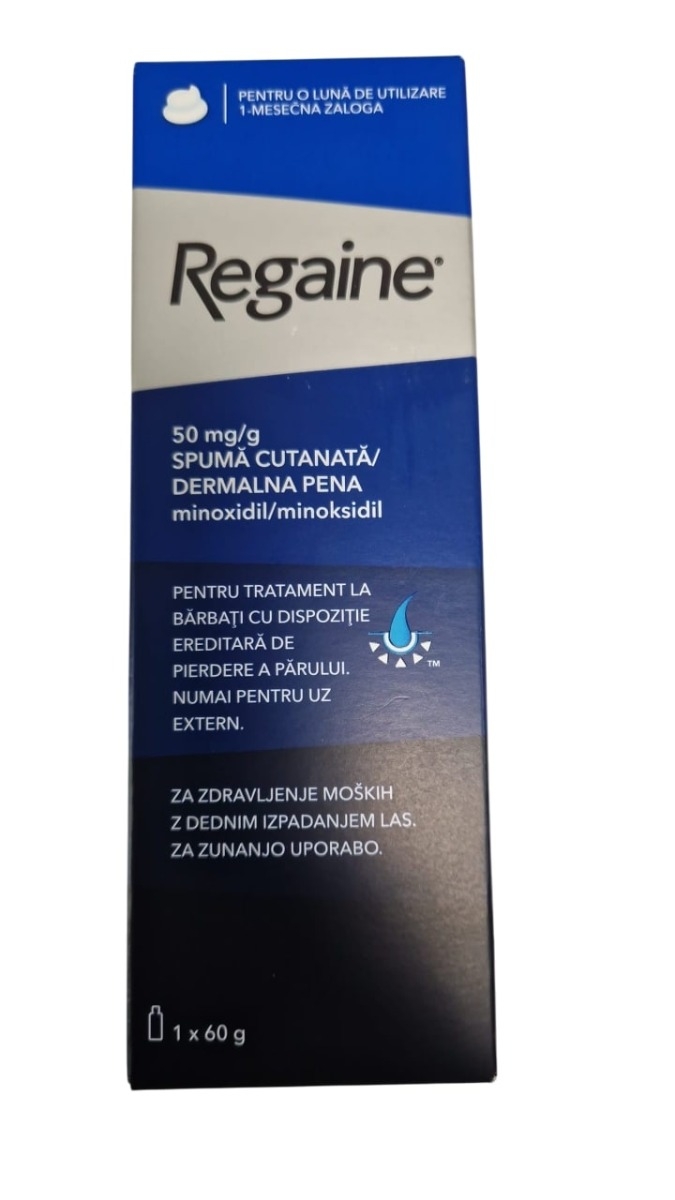 PENTRU O LUNĂ DE UTILIZARE
1-MESEČNA ZALOGA
Regaine®
50 mg/g
SPUMĂ CUTANATĂ/
DERMALNA PENA
minoxidil/minoksidil
PENTRU TRATAMENT LA
BĂRBAŢI CU DISPOZIŢIE
EREDITARĂ DE
PIERDERE A PĂRULUI.
NUMAI PENTRU UZ
EXTERN.
TM
ZA ZDRAVLJENJE MOŠKIH
Z DEDNIM IZPADANJEM LAS.
ZA ZUNANJO UPORABO.
1 x 60 g